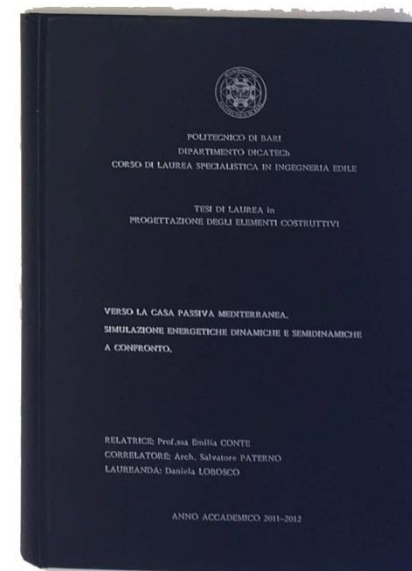 POLITECNICO DI BARI
DIPARTIMENTO DICATECh
CORSO DI LAUREA SPECIALISTICA IN INGEGNERIA EDILE
TESI DI LAUREA in
PROGETTAZIONE DEGLI ELEMENTI COSTRUTTIVI
VERSO LA CASA PASSIVA MEDITERRANEA.
SIMULAZIONE ENERGETICHE DINAMICHE E SEMIDINAMICHE
A CONFRONTO.
RELATRICE: Prof.ssa Emilia CONTE
CORRELATORE: Arch. Salvatore PATERNO
LAUREANDA: Daniela LOBOSCO
ANNO ACCADEMICO 2011-2012